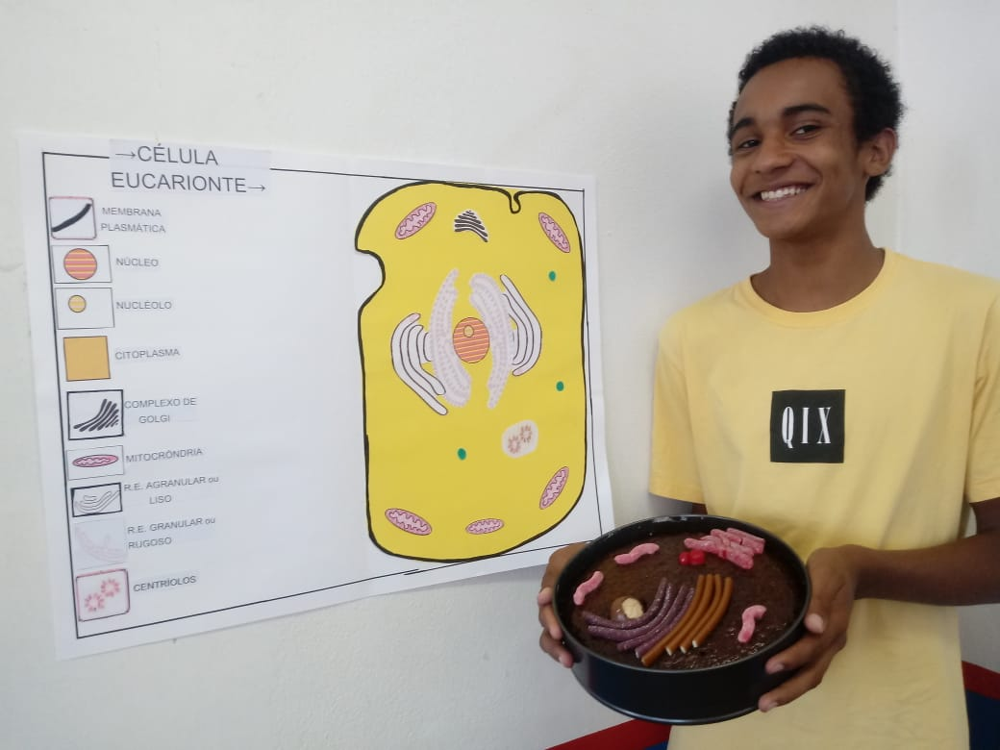 →CÉLULA
EUCARIONTE→
MEMBRANA
PLASMÁTICA
NÚCLEO
NUCLÉOLO
CITOPLASMA
COMPLEXO DE
GOLGI
MITOCRÔNDRIA
R.E. AGRANULAR ou
LISO
R.E. GRANULAR ou
RUGOSO
CENTRÍOLOS
QIX